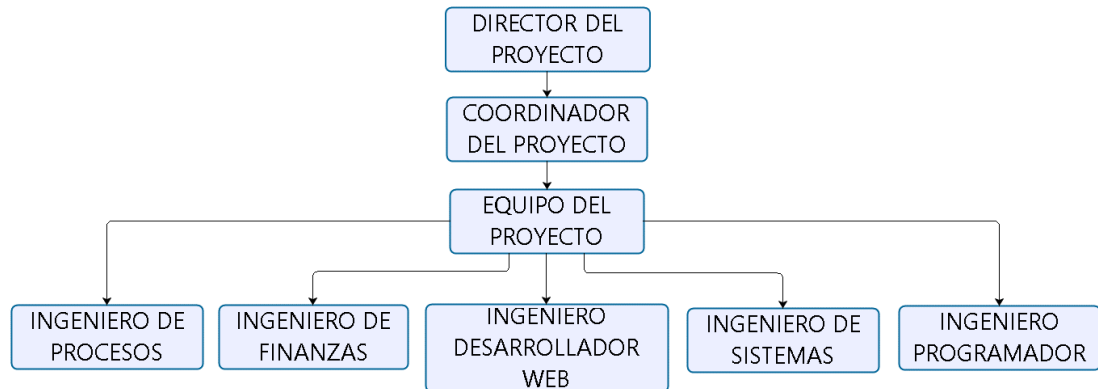 DIRECTOR DEL
PROYECTO
COORDINADOR
DEL PROYECTO
EQUIPO DEL
PROYECTO
INGENIERO DE
PROCESOS
INGENIERO DE
FINANZAS
INGENIERO
DESARROLLADOR
WEB
INGENIERO DE
SISTEMAS
INGENIERO
PROGRAMADOR